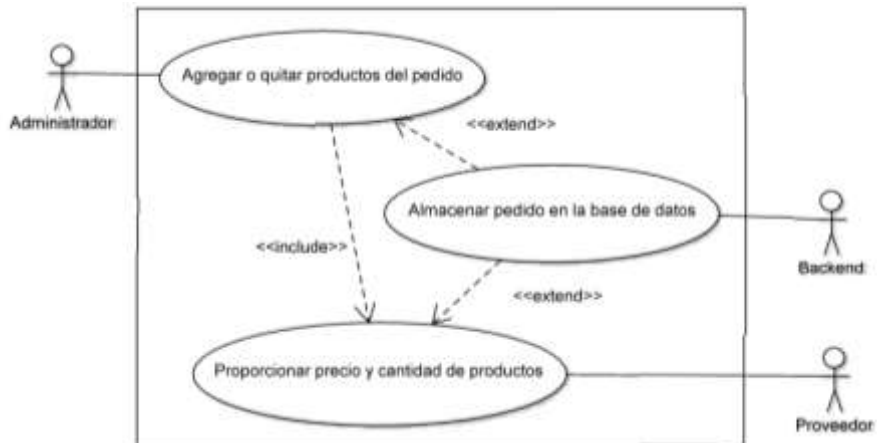 Agregar o quitar productos del pedido
Administrador
<<extend>>
Almacenar pedido en la base de datos
<<include>>
Backend
<<extend>>
Proporcionar precio y cantidad de productos
Proveedor